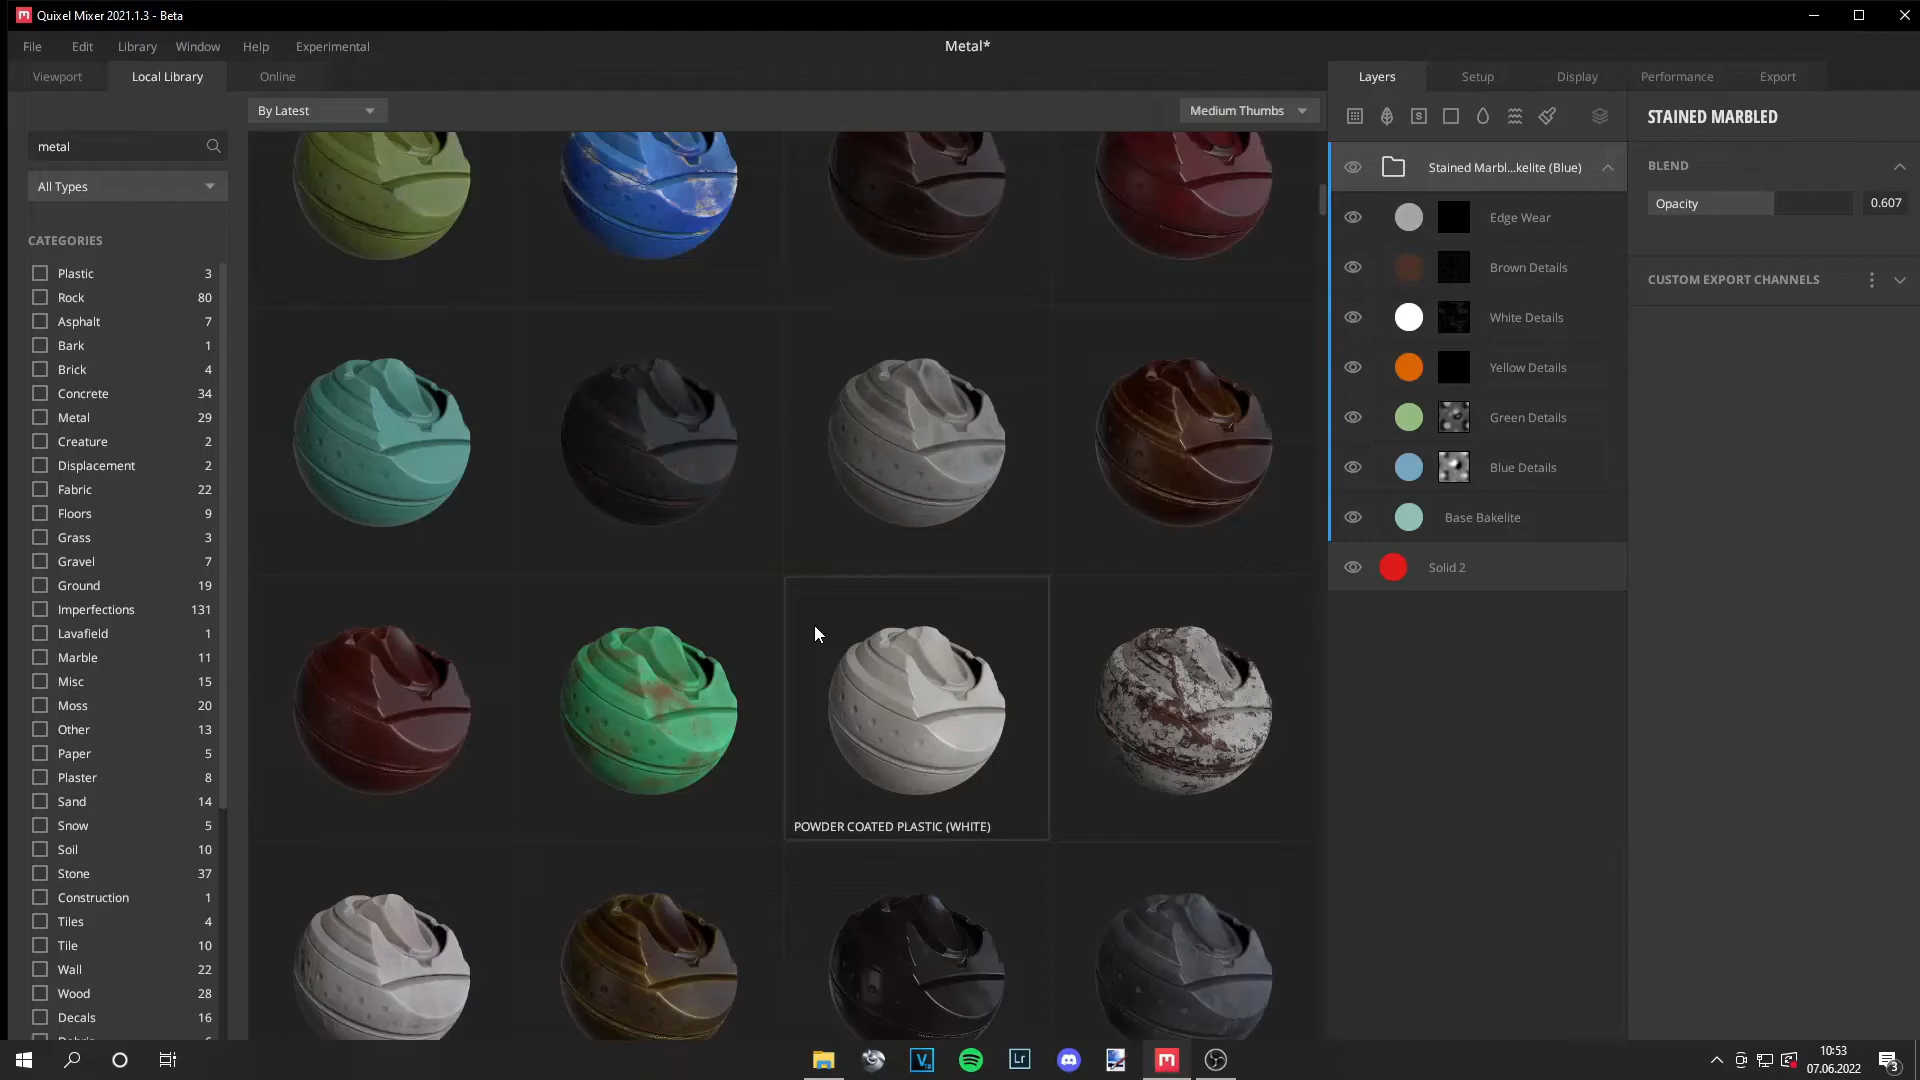 Quixel Mixer 2021.1.3 - Beta
File Edit Library Window Help Experimental
Metal*
Viewport Local Library Online
Layers Setup Display Performance Export
By Latest
Medium Thumbs
metal
All Types
CATEGORIES
Plastic 3
Rock 80
Asphalt 7
Bark 1
Brick 4
Concrete 34
Metal 29
Creature 2
Displacement 2
Fabric 22
Floors 9
Grass 3
Gravel 7
Ground 19
Imperfections 131
Lavafield 1
Marble 11
Misc 15
Moss 20
Other 13
Paper 5
Plaster 8
Sand 14
Snow 5
Soil 10
Stone 37
Construction 1
Tiles 4
Tile 10
Wall 22
Wood 28
Decals 16
POWDER COATED PLASTIC (WHITE)
Stained Marbl...kelite (Blue)
Edge Wear
Brown Details
White Details
Yellow Details
Green Details
Blue Details
Base Bakelite
Solid 2
STAINED MARBLED
BLEND
Opacity 0.607
CUSTOM EXPORT CHANNELS
10:53
07.06.2022
3